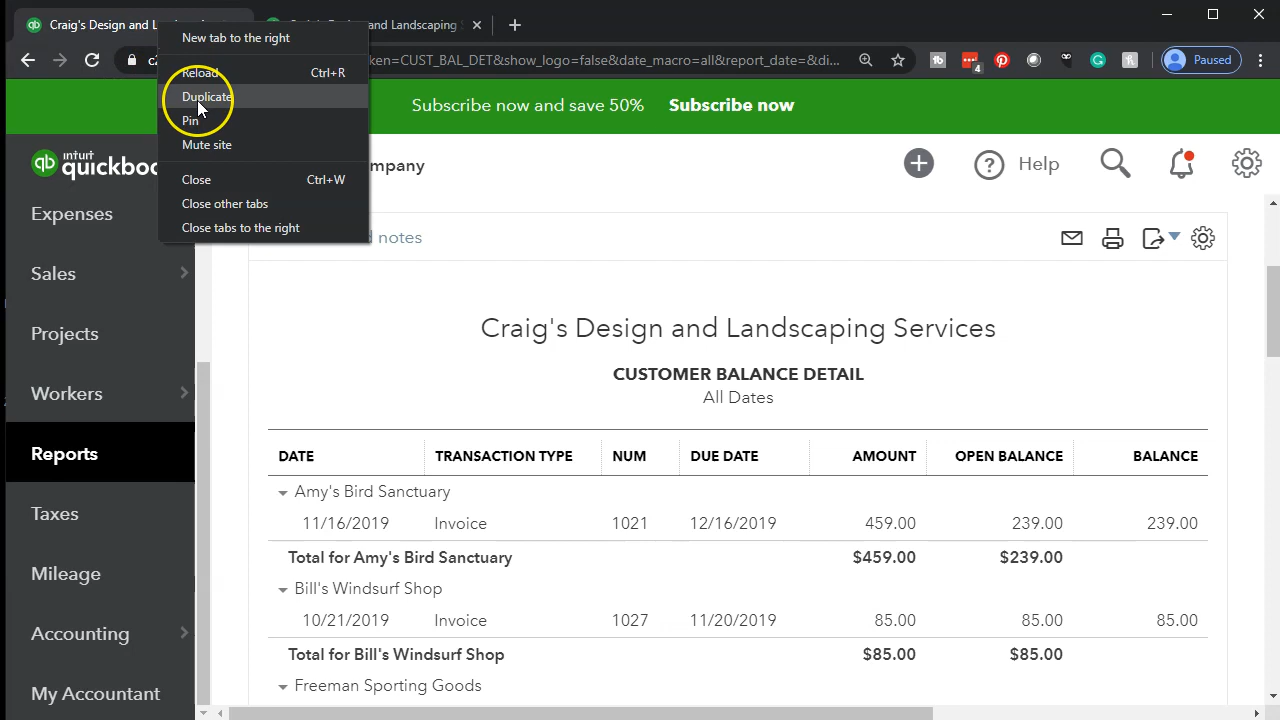 Craig's Design and Landscaping
and Landscaping
New tab to the right
ken=CUST_BAL_DET&show_logo=false&date_macro=all&report_date=&di...
4
Paused
Reload Ctrl+R
Duplicate
Subscribe now and save 50% Subscribe now
Pin
Mute site
intuit
quickboo
mpany
Help
Close Ctrl+W
Close other tabs
Close tabs to the right
notes
Expenses
Sales
Projects
Workers
Reports
Taxes
Mileage
Accounting
My Accountant
Craig's Design and Landscaping Services
CUSTOMER BALANCE DETAIL
All Dates
DATE TRANSACTION TYPE NUM DUE DATE AMOUNT OPEN BALANCE BALANCE
Amy's Bird Sanctuary
11/16/2019 Invoice 1021 12/16/2019 459.00 239.00 239.00
Total for Amy's Bird Sanctuary $459.00 $239.00
Bill's Windsurf Shop
10/21/2019 Invoice 1027 11/20/2019 85.00 85.00 85.00
Total for Bill's Windsurf Shop $85.00 $85.00
Freeman Sporting Goods